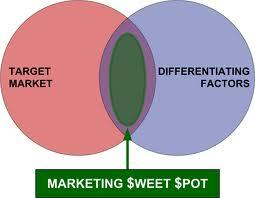 TARGET
MARKET
DIFFERENTIATING
FACTORS
MARKETING $WEET $POT